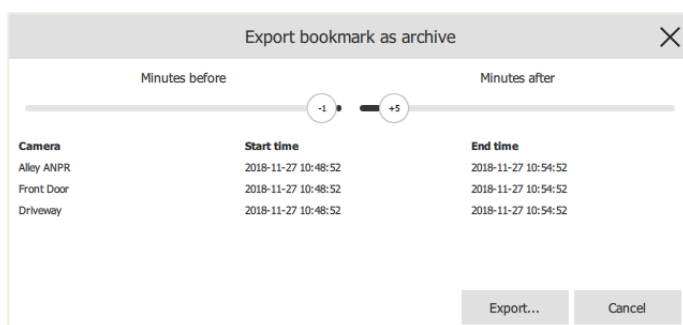 Export bookmark as archive
Minutes before Minutes after
-1 +5
Camera Start time End time
Alley ANPR 2018-11-27 10:48:52 2018-11-27 10:54:52
Front Door 2018-11-27 10:48:52 2018-11-27 10:54:52
Driveway 2018-11-27 10:48:52 2018-11-27 10:54:52
Export... Cancel